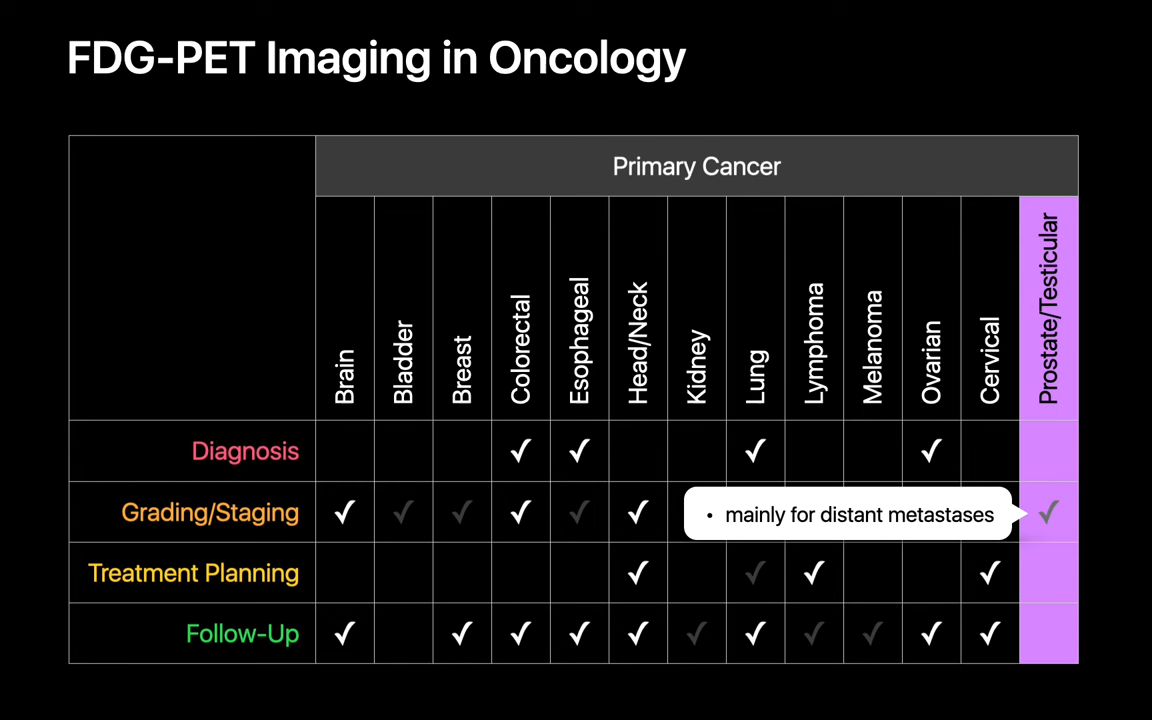 FDG-PET Imaging in Oncology
Primary Cancer
Brain
Bladder
Breast
Colorectal
Esophageal
Head/Neck
Kidney
Lung
Lymphoma
Melanoma
Ovarian
Cervical
Prostate/Testicular
Diagnosis ✓ ✓ ✓ ✓
Grading/Staging ✓ ✓ ✓ ✓ ✓ ✓ • mainly for distant metastases ✓
Treatment Planning ✓ ✓ ✓ ✓
Follow-Up ✓ ✓ ✓ ✓ ✓ ✓ ✓ ✓ ✓ ✓ ✓